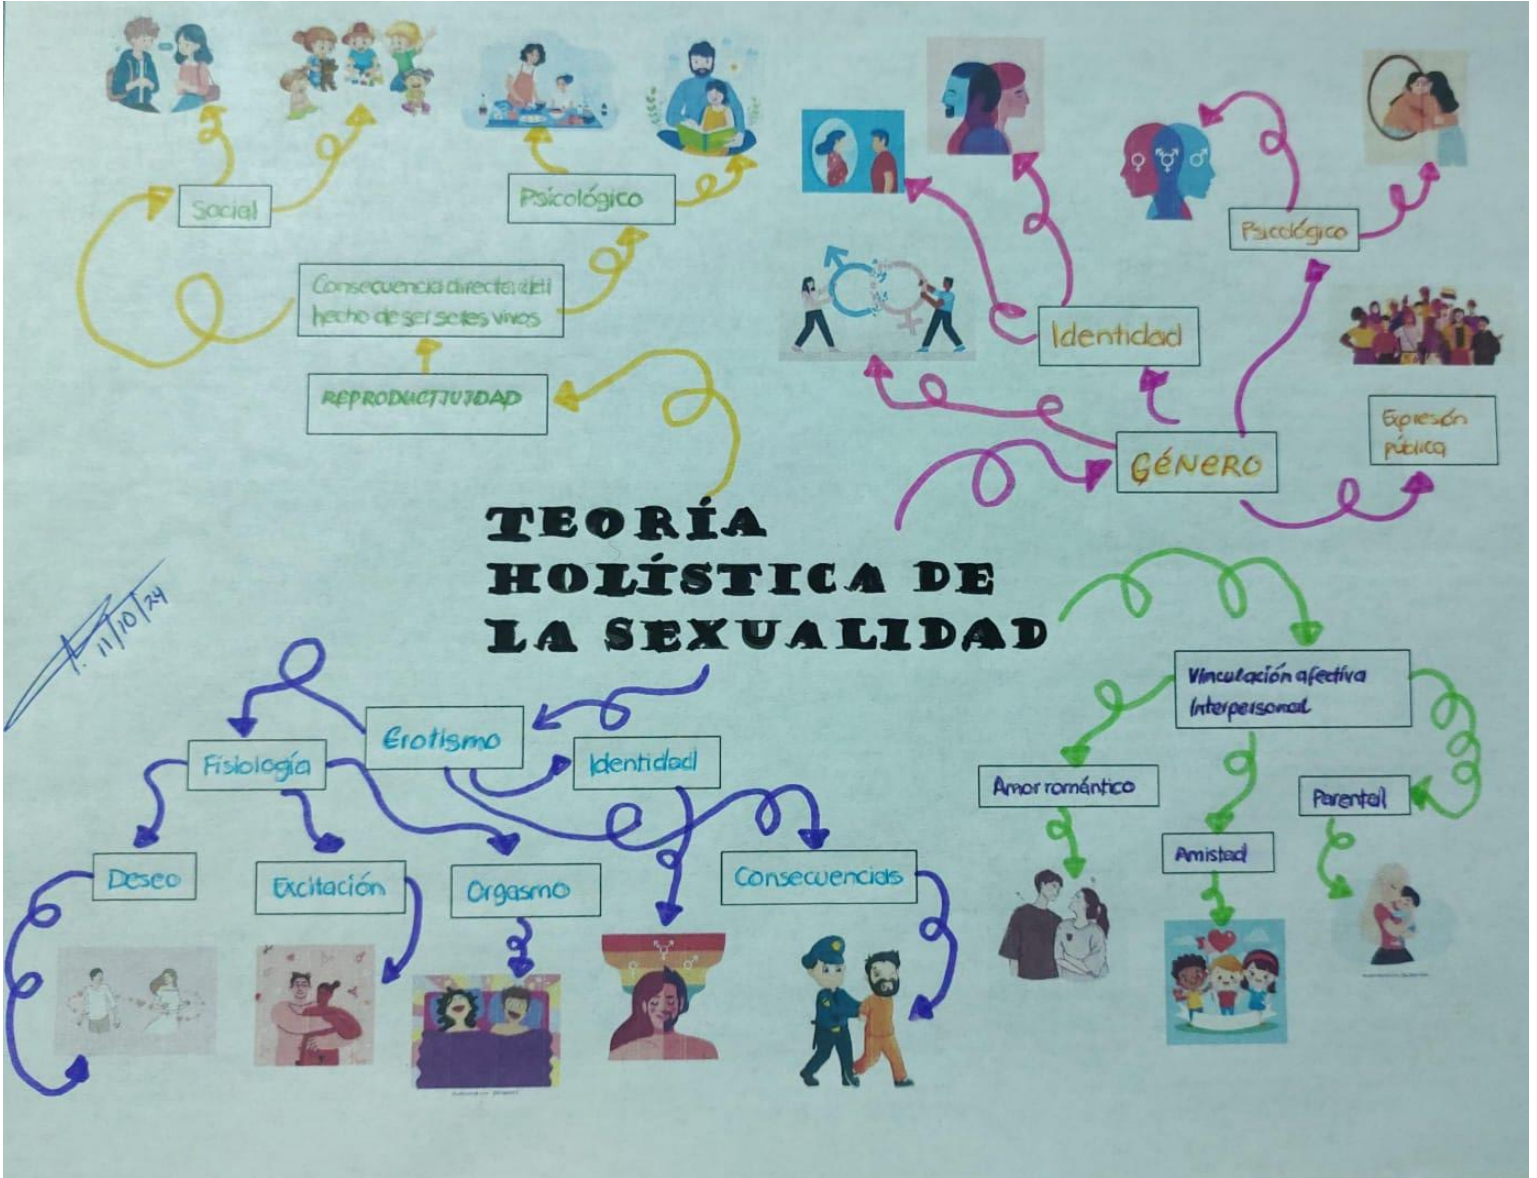 Social
Psicológico
Consecuencia directa del
hecho de ser seres vivos
REPRODUCTIVIDAD
Psicológico
Identidad
Expresión
pública
GÉNERO
TEORÍA
HOLÍSTICA DE
LA SEXUALIDAD
11/10/24
Vinculación afectiva
Interpersonal
Erotismo
Identidad
Fisiología
Amor romántico
Parental
Amistad
Deseo
Excitación
Orgasmo
Consecuencias